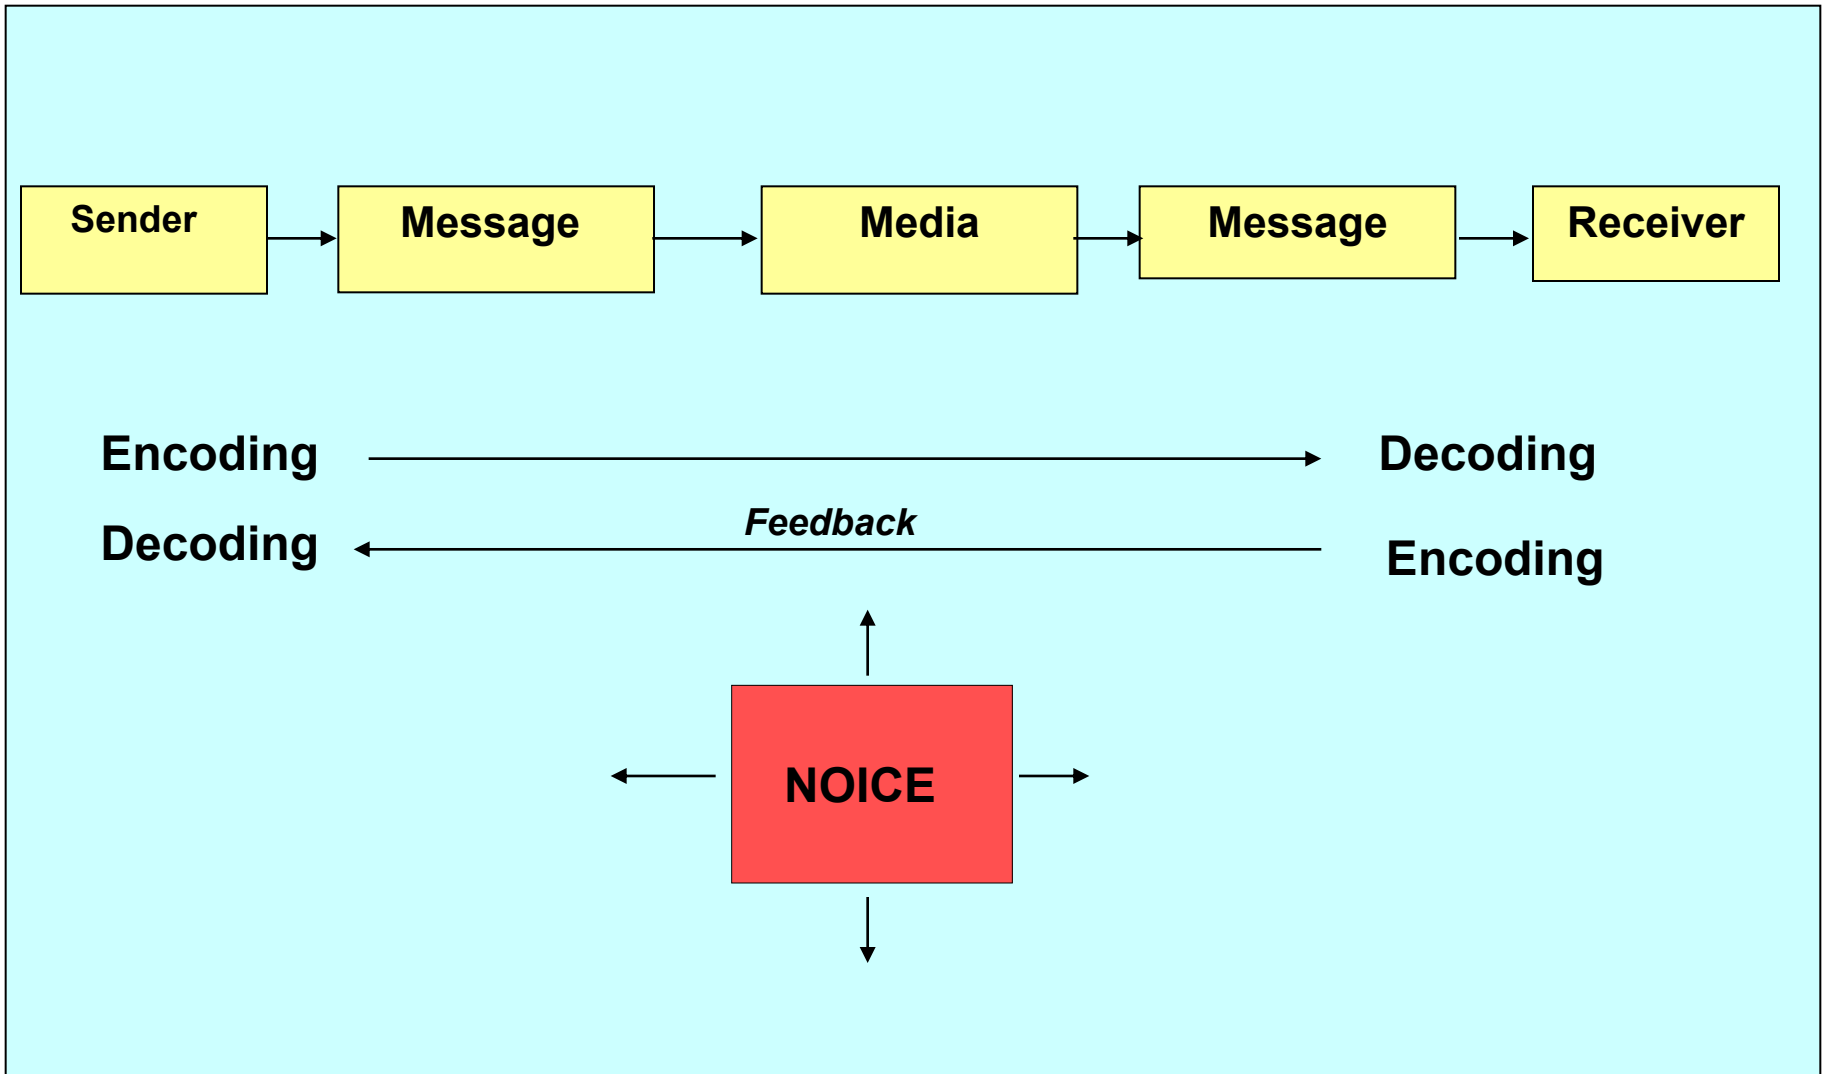 Sender
Message
Media
Message
Receiver
Encoding
Decoding
Feedback
Decoding
Encoding
NOICE